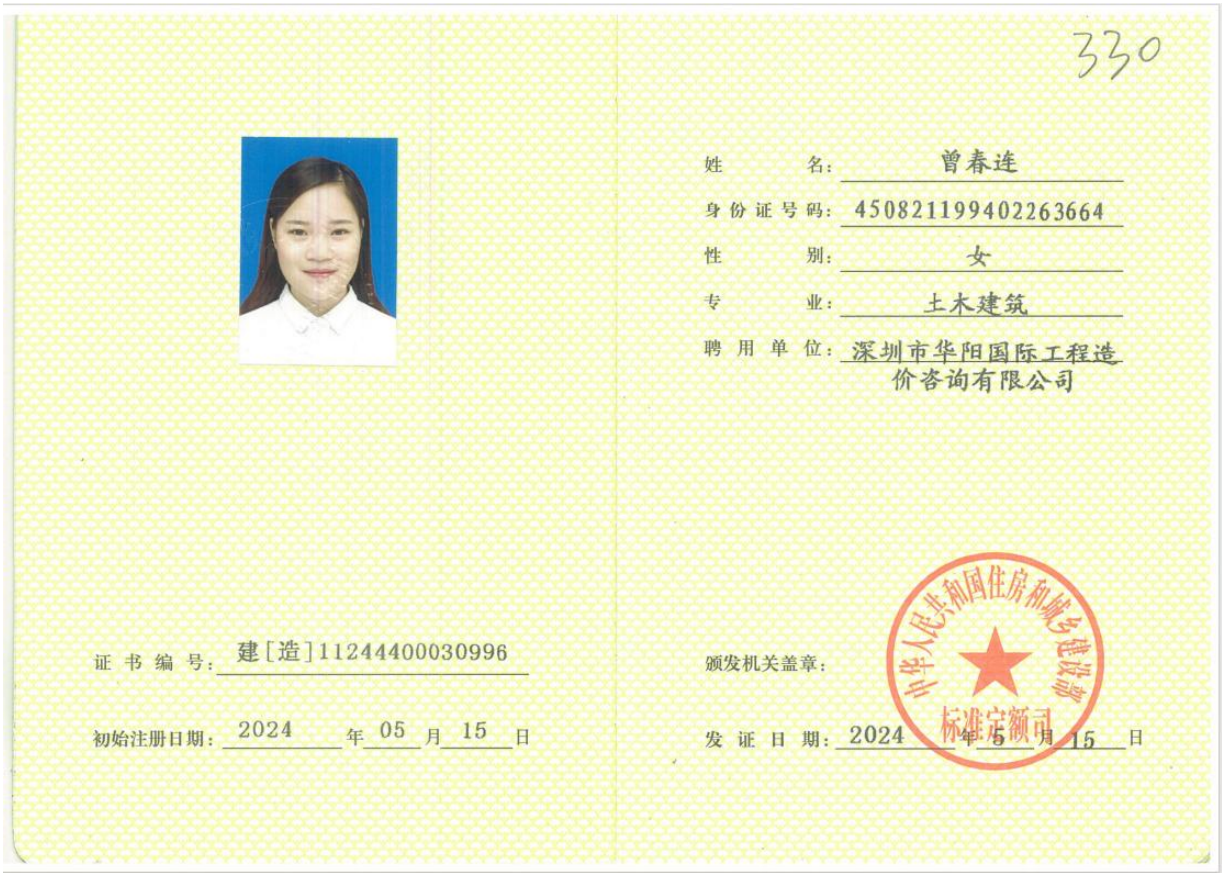 330
姓 名: 曾春连
身份证号码: 450821199402263664
性 别: 女
专 业: 土木建筑
聘用单位: 深圳市华阳国际工程造
价咨询有限公司
证书编号: 建[造]11244400030996
颁发机关盖章:
中华人民共和国住房和城乡建设部
标准定额司
初始注册日期: 2024 年 05 月 15 日
发证日期: 2024 年 5 月 15 日